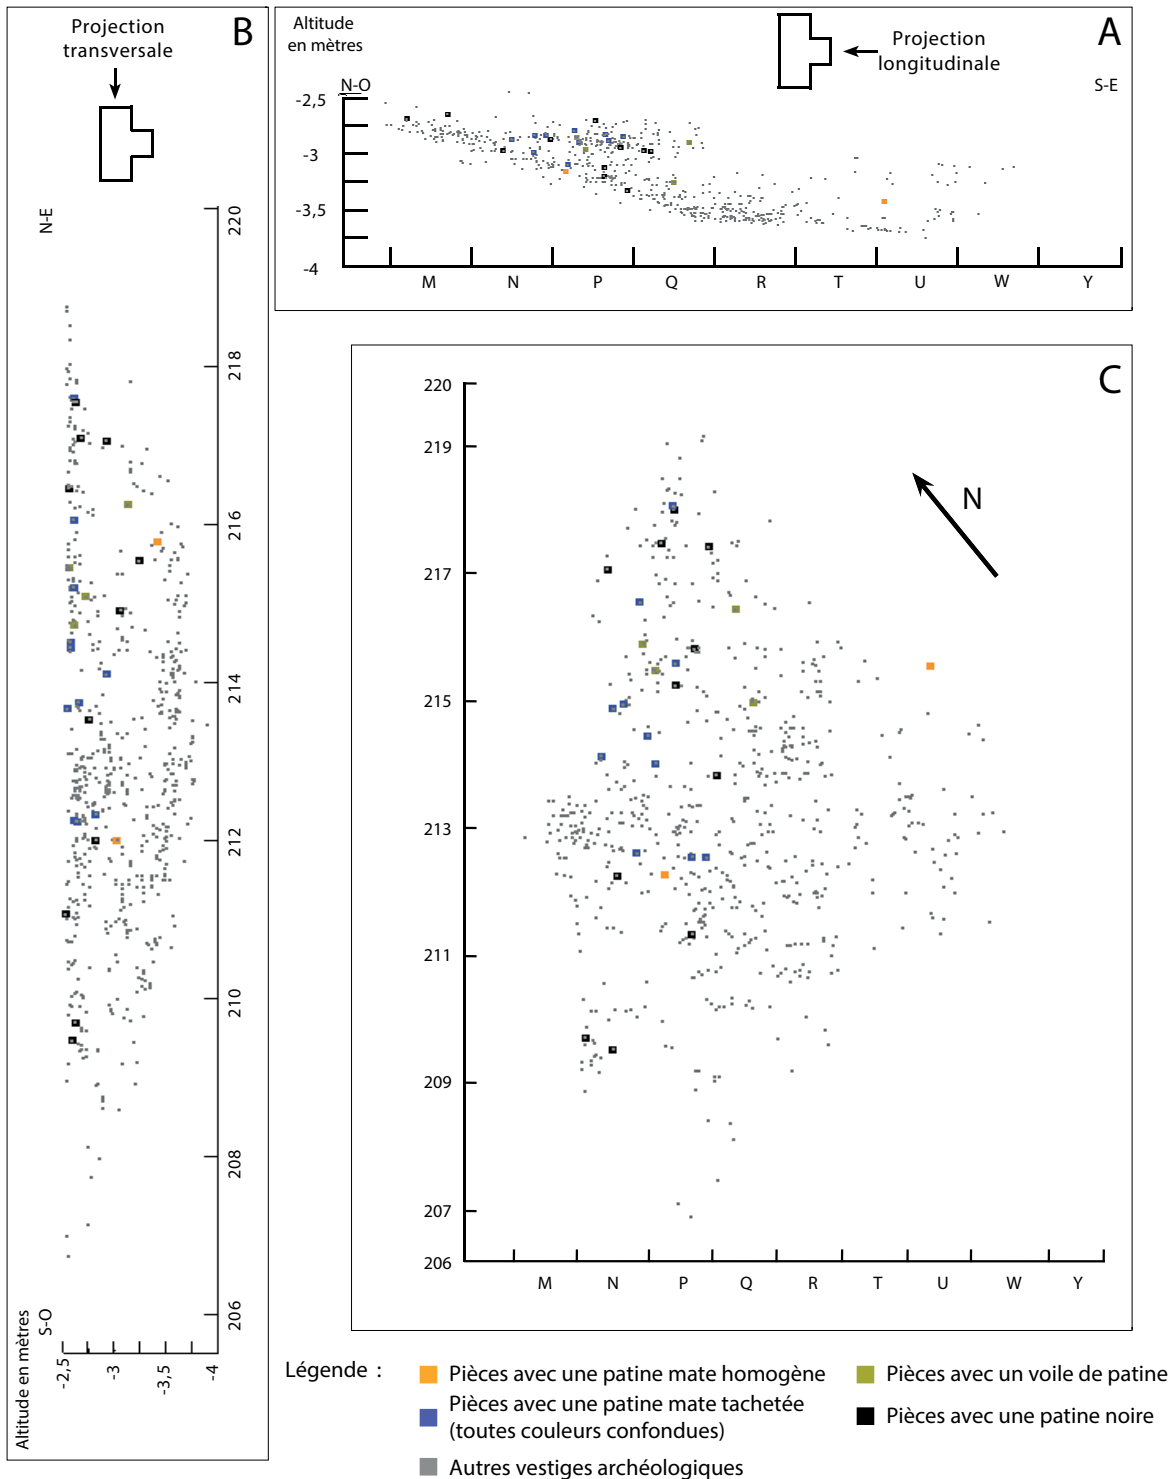 Projection
transversale
B
N-E
220
218
216
214
212
210
208
206
S-O
Altitude en mètres
-2,5
-3
-3,5
-4
Altitude
en mètres
A
Projection
longitudinale
N-O
S-E
-2,5
-3
-3,5
-4
M N P Q R T U W Y
C
220
219
217
215
213
211
209
207
206
N
M N P Q R T U W Y
Légende :
Pièces avec une patine mate homogène
Pièces avec une patine mate tachetée
(toutes couleurs confondues)
Autres vestiges archéologiques
Pièces avec un voile de patine
Pièces avec une patine noire